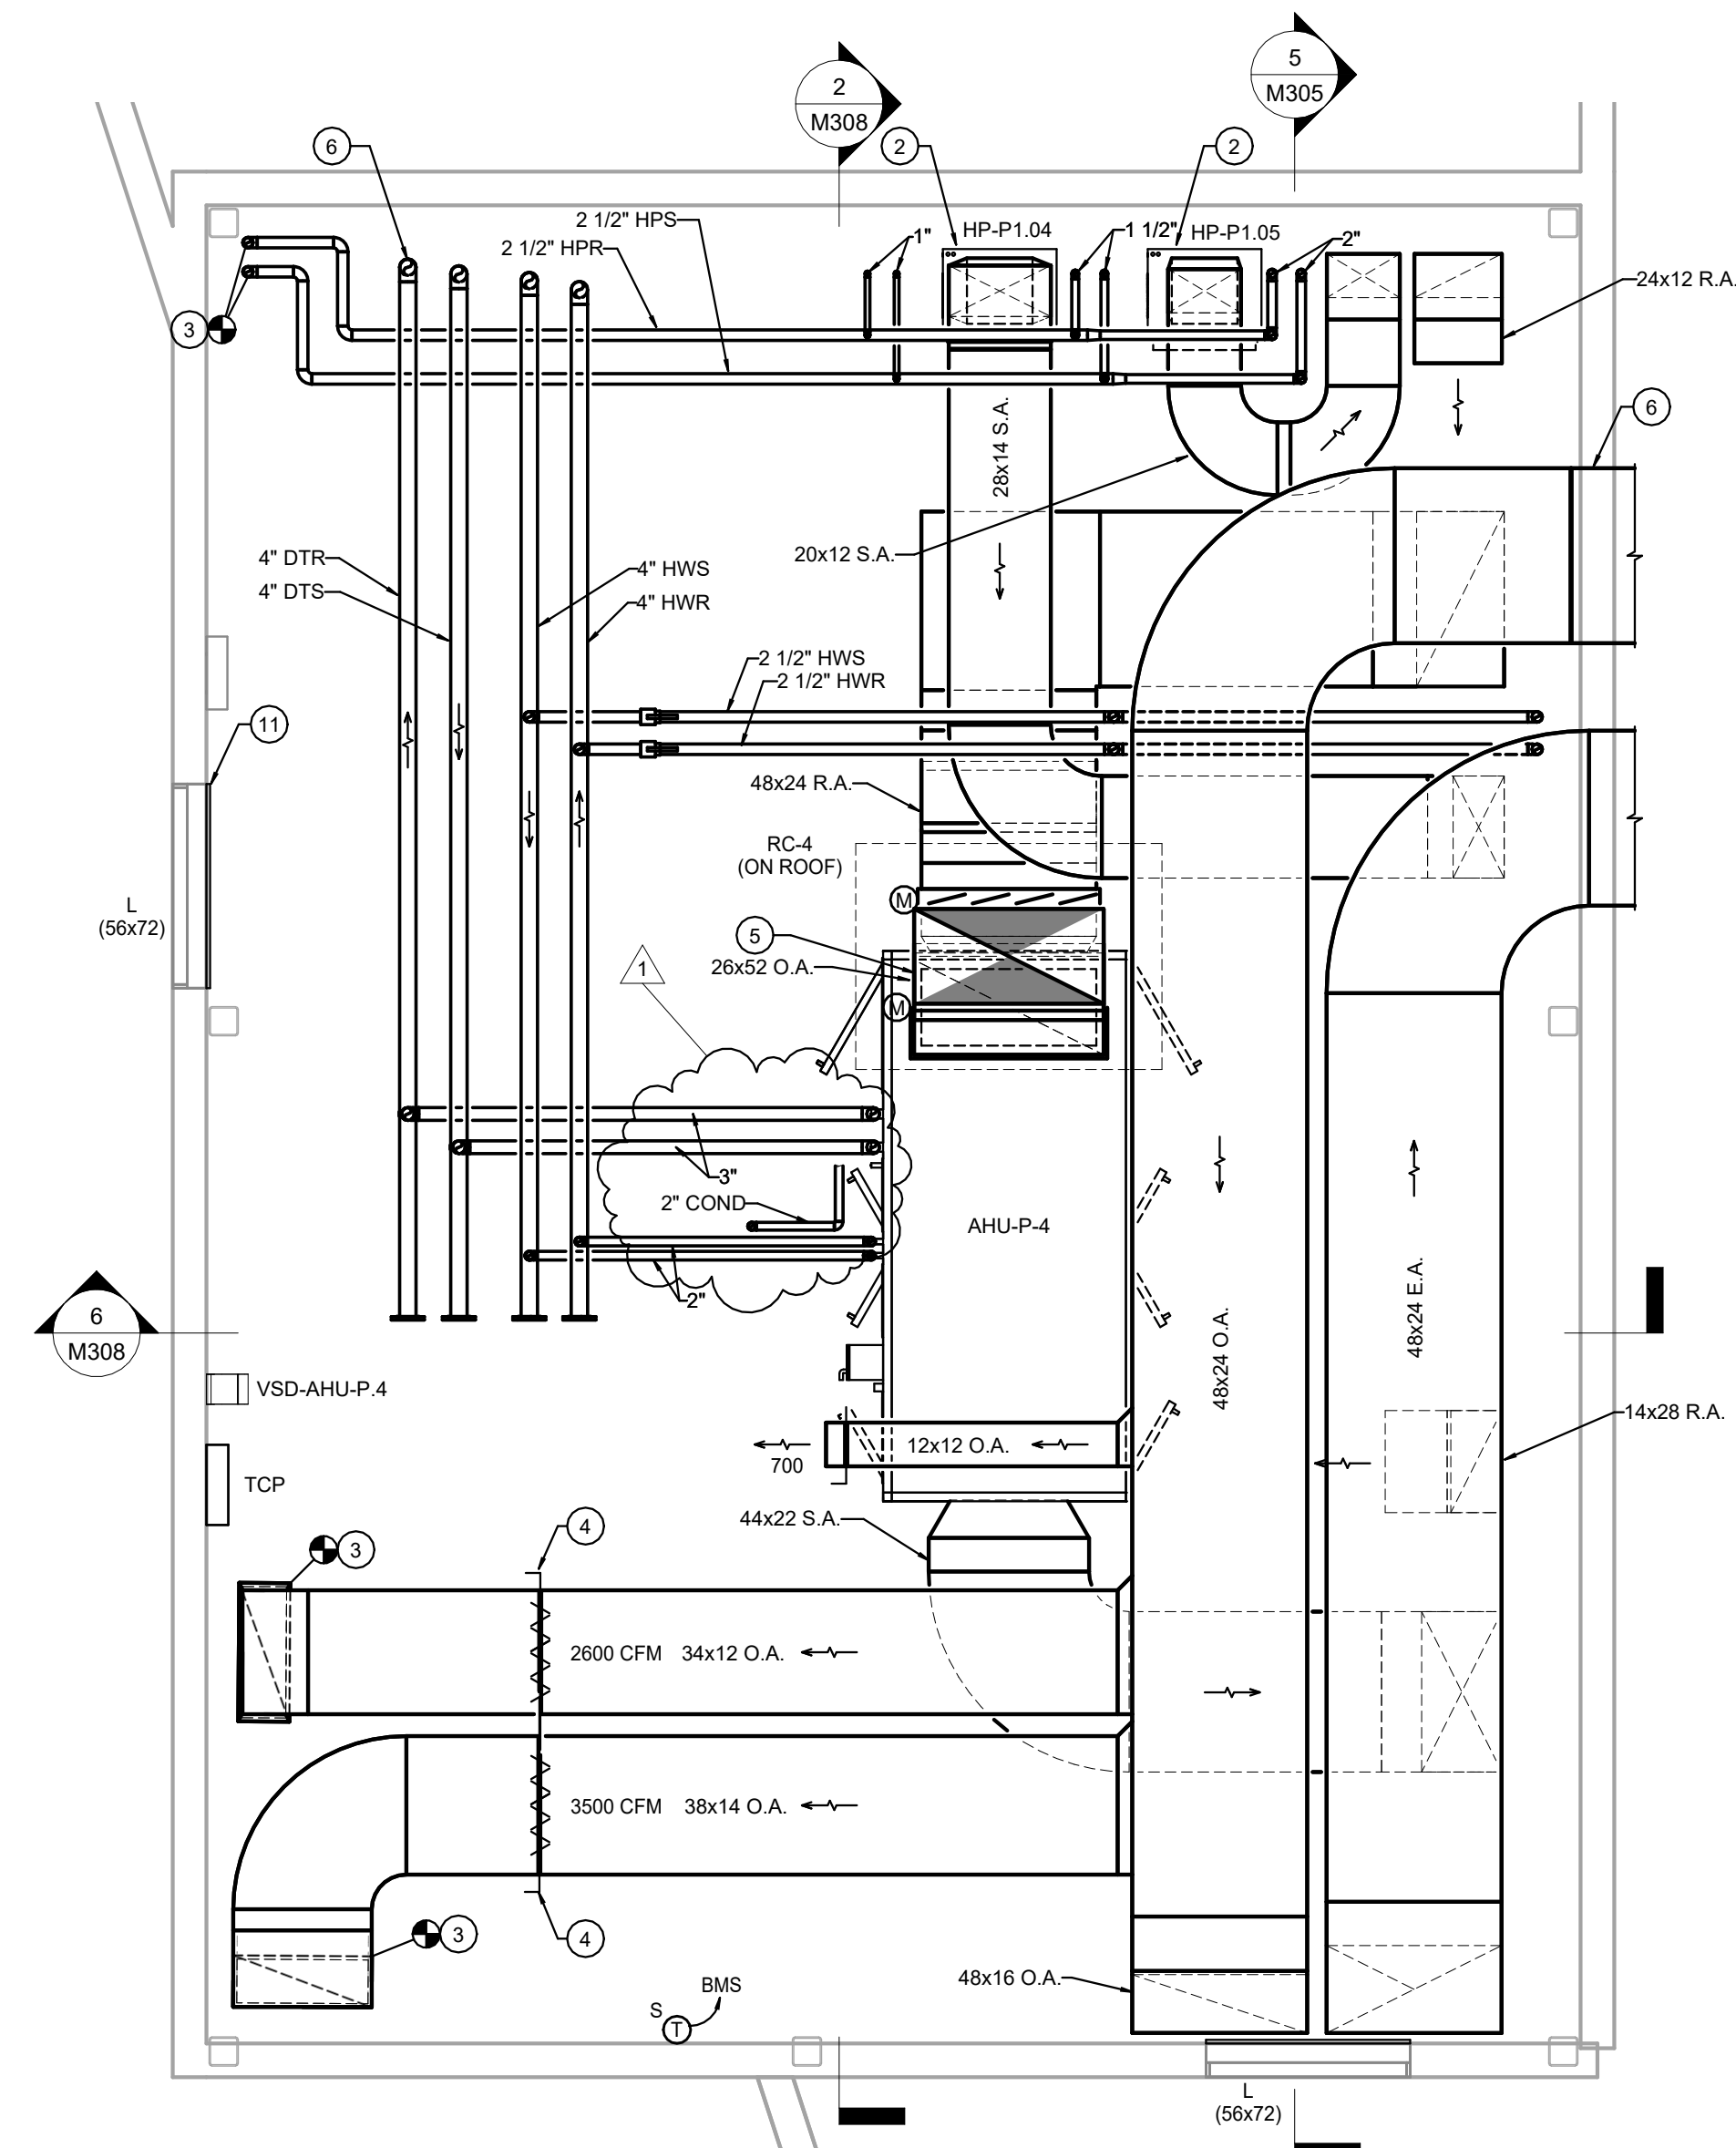 5
M305
2
M308
6
2
2
2 1/2" HPS
2 1/2" HPR
1"
HP-P1.04
1 1/2"
HP-P1.05
2"
24x12 R.A.
3
6
28x14 S.A.
20x12 S.A.
4" DTR
4" DTS
4" HWS
4" HWR
2 1/2" HWS
2 1/2" HWR
11
48x24 R.A.
RC-4
(ON ROOF)
L
(56x72)
M
5
26x52 O.A.
1
M
3"
2" COND
AHU-P-4
2"
6
M308
48x24 O.A.
48x24 E.A.
VSD-AHU-P.4
14x28 R.A.
12x12 O.A.
700
TCP
44x22 S.A.
4
3
2600 CFM 34x12 O.A.
3500 CFM 38x14 O.A.
3
4
48x16 O.A.
BMS
S
T
L
(56x72)